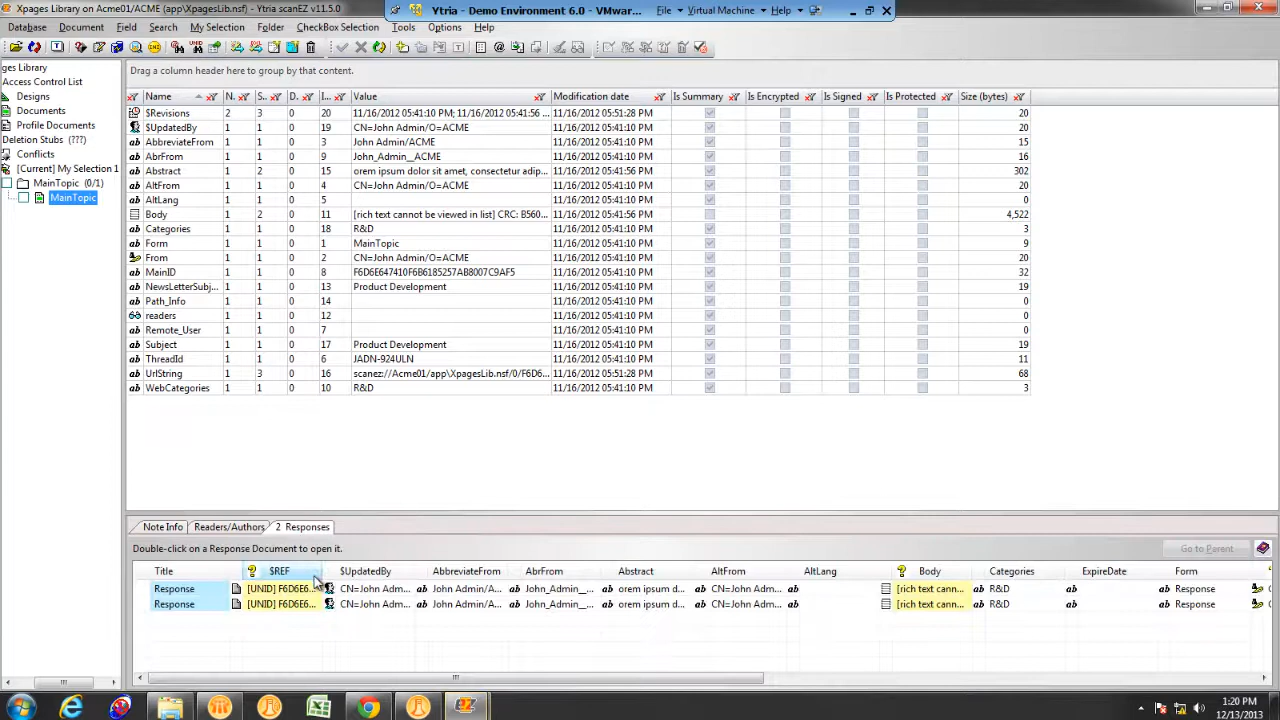 Xpages Library on Acme01/ACME (app\XpagesLib.nsf) - Ytria scanEZ v11.5.0
Ytria - Demo Environment 6.0 - VMwar... File Virtual Machine Help
Database Document Field Search My Selection Folder CheckBox Selection Tools Options Help
ges Library
Access Control List
Designs
Documents
Profile Documents
Deletion Stubs (???)
Conflicts
[Current] My Selection 1
MainTopic (0/1)
MainTopic
Drag a column header here to group by that content.
Name N. S.. D. I... Value Modification date Is Summary Is Encrypted Is Signed Is Protected Size (bytes)
$Revisions 2 3 0 20 11/16/2012 05:41:10 PM; 11/16/2012 05:41:56 ... 11/16/2012 05:51:28 PM 20
$UpdatedBy 1 1 0 19 CN=John Admin/O=ACME 11/16/2012 05:41:10 PM 20
AbbreviateFrom 1 1 0 3 John Admin/ACME 11/16/2012 05:41:10 PM 15
AbrFrom 1 1 0 9 John_Admin__ACME 11/16/2012 05:41:10 PM 16
Abstract 1 2 0 15 orem ipsum dolor sit amet, consectetur adip... 11/16/2012 05:41:56 PM 302
AltFrom 1 1 0 4 CN=John Admin/O=ACME 11/16/2012 05:41:10 PM 20
AltLang 1 1 0 5 11/16/2012 05:41:10 PM 0
Body 1 2 0 11 [rich text cannot be viewed in list] CRC: B560... 11/16/2012 05:41:56 PM 4,522
Categories 1 1 0 18 R&D 11/16/2012 05:41:10 PM 3
Form 1 1 0 1 MainTopic 11/16/2012 05:41:10 PM 9
From 1 1 0 2 CN=John Admin/O=ACME 11/16/2012 05:41:10 PM 20
MainID 1 1 0 8 F6D6E647410F6B6185257AB8007C9AF5 11/16/2012 05:41:10 PM 32
NewsLetterSubj... 1 1 0 13 Product Development 11/16/2012 05:41:10 PM 19
Path_Info 1 1 0 14 11/16/2012 05:41:10 PM 0
readers 1 1 0 12 11/16/2012 05:41:10 PM 0
Remote_User 1 1 0 7 11/16/2012 05:41:10 PM 0
Subject 1 1 0 17 Product Development 11/16/2012 05:41:10 PM 19
ThreadId 1 1 0 6 JADN-924ULN 11/16/2012 05:41:10 PM 11
UrlString 1 3 0 16 scanez://Acme01/app\XpagesLib.nsf/0/F6D6... 11/16/2012 05:51:28 PM 68
WebCategories 1 1 0 10 R&D 11/16/2012 05:41:10 PM 3
Note Info Readers/Authors 2 Responses
Double-click on a Response Document to open it. Go to Parent
Title $REF $UpdatedBy AbbreviateFrom AbrFrom Abstract AltFrom AltLang Body Categories ExpireDate Form
Response [UNID] F6D6E6... CN=John Adm... ab John Admin/A... ab John_Admin__... ab orem ipsum d... ab CN=John Adm... ab [rich text cann... ab R&D ab ab Response
Response [UNID] F6D6E6... CN=John Adm... ab John Admin/A... ab John_Admin__... ab orem ipsum d... ab CN=John Adm... ab [rich text cann... ab R&D ab ab Response
1:20 PM
12/13/2013